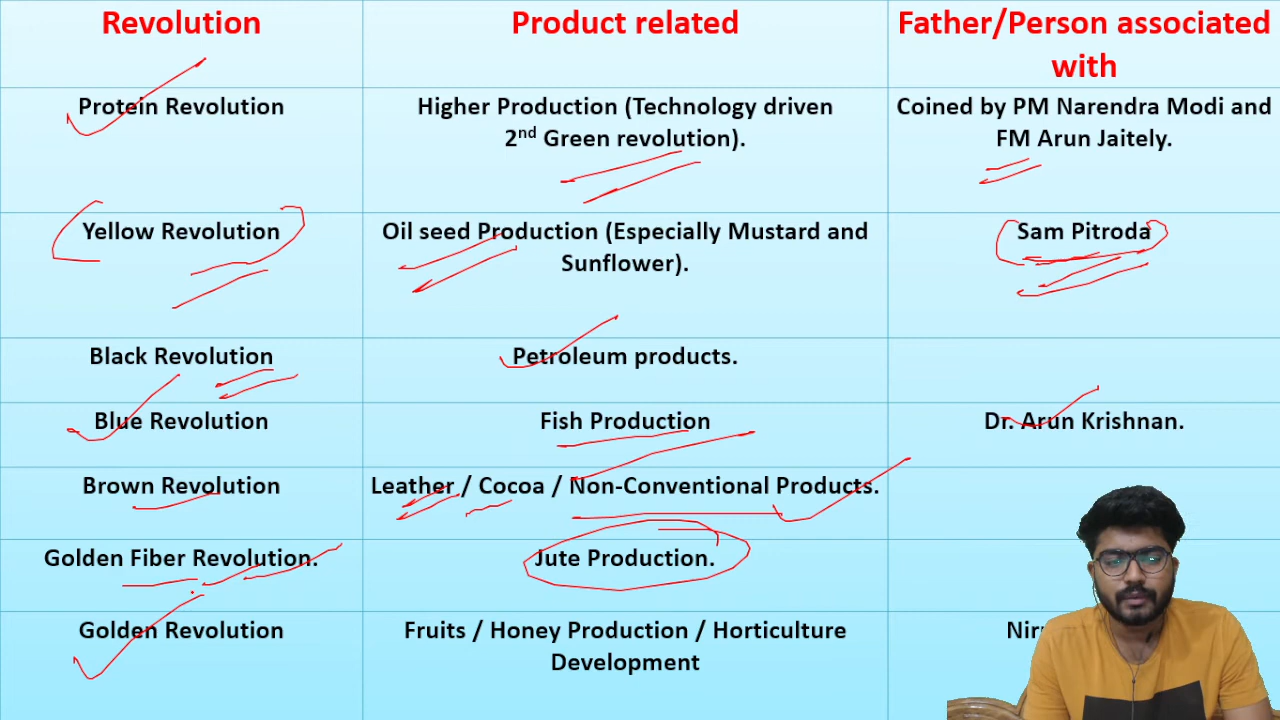 Revolution
Product related
Father/Person associated
with
Protein Revolution
Higher Production (Technology driven
2nd Green revolution).
Coined by PM Narendra Modi and
FM Arun Jaitely.
Yellow Revolution
Oil seed Production (Especially Mustard and
Sunflower).
Sam Pitroda
Black Revolution
Petroleum products.
Blue Revolution
Fish Production
Dr. Arun Krishnan.
Brown Revolution
Leather / Cocoa / Non-Conventional Products.
Golden Fiber Revolution.
Jute Production.
Golden Revolution
Fruits / Honey Production / Horticulture
Development